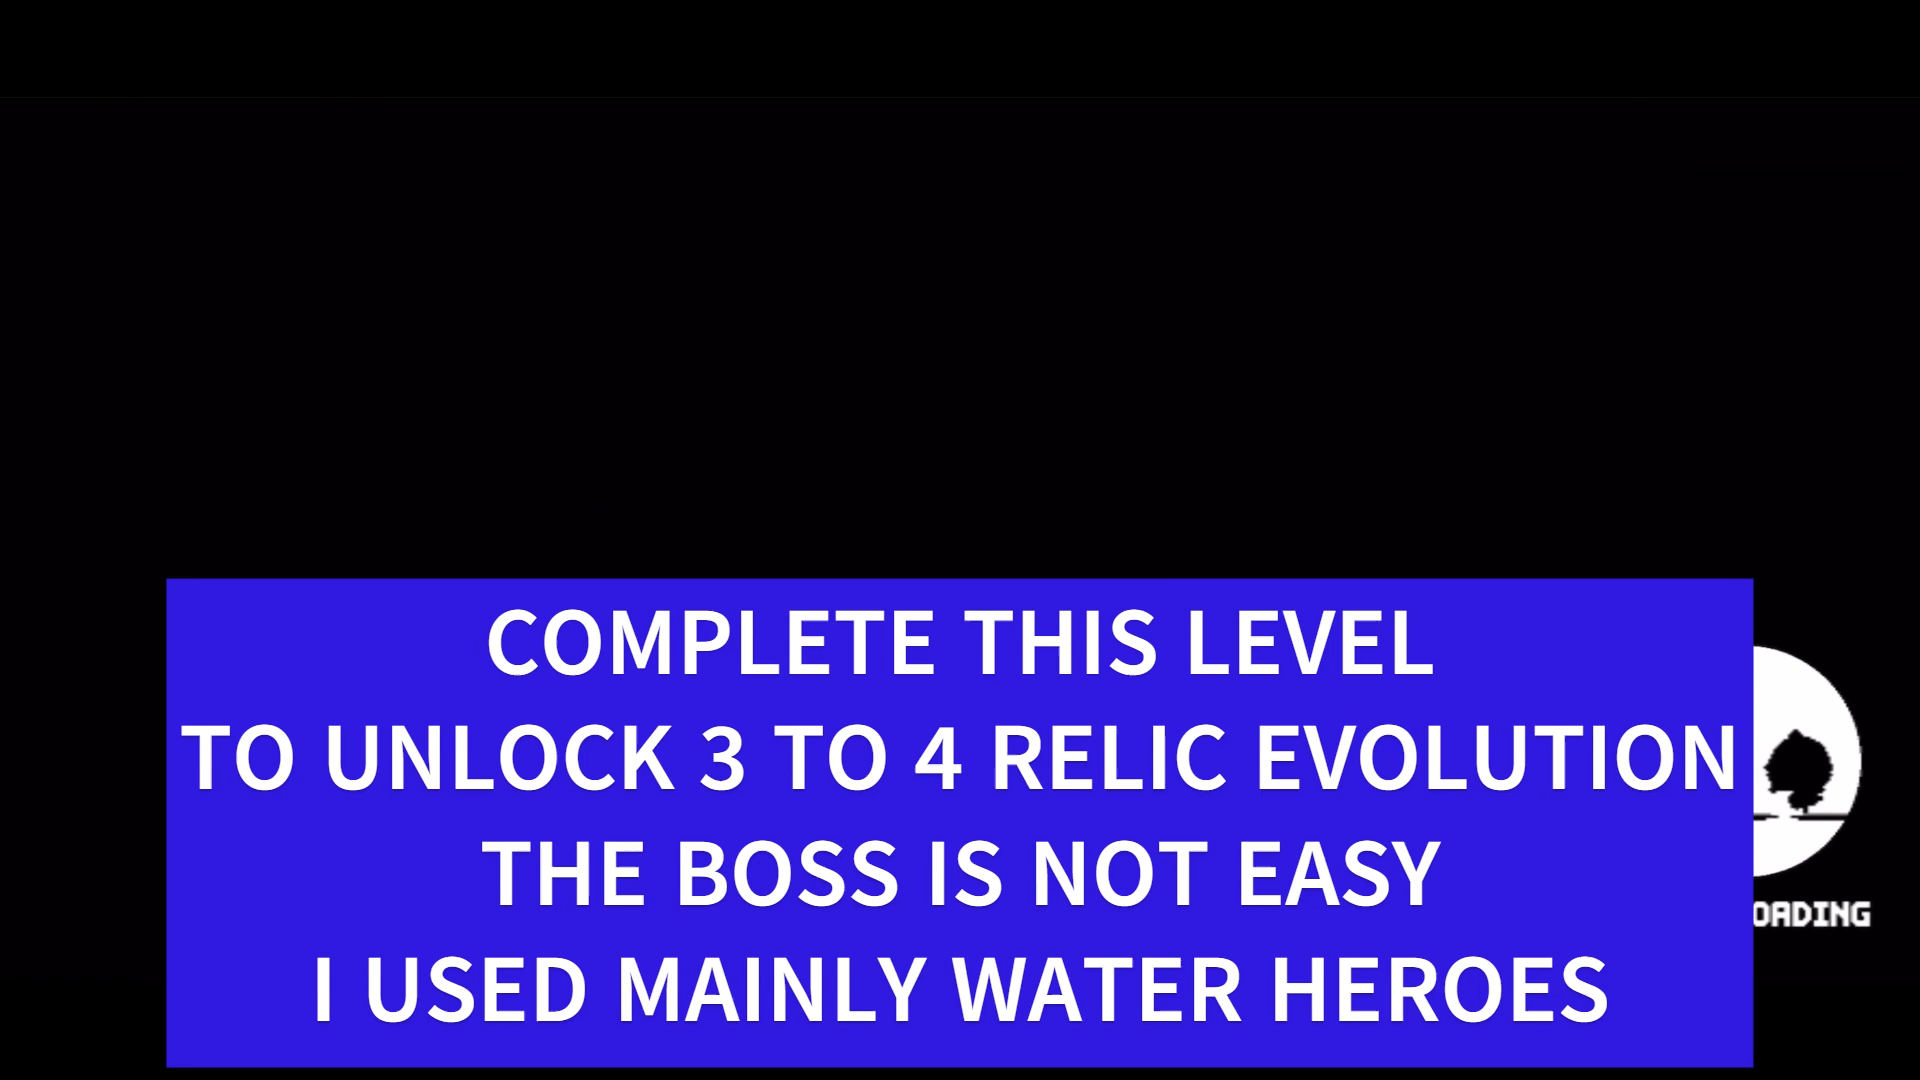 COMPLETE THIS LEVEL
TO UNLOCK 3 TO 4 RELIC EVOLUTION
THE BOSS IS NOT EASY
I USED MAINLY WATER HEROES
OADING